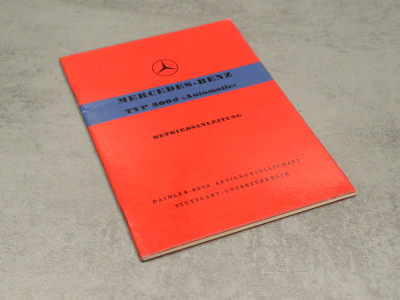 MERCEDES-BENZ
TYP 300d »Automatic«
BETRIEBSANLEITUNG
DAIMLER-BENZ AKTIENGESELLSCHAFT
STUTTGART-UNTERTÜRKHEIM